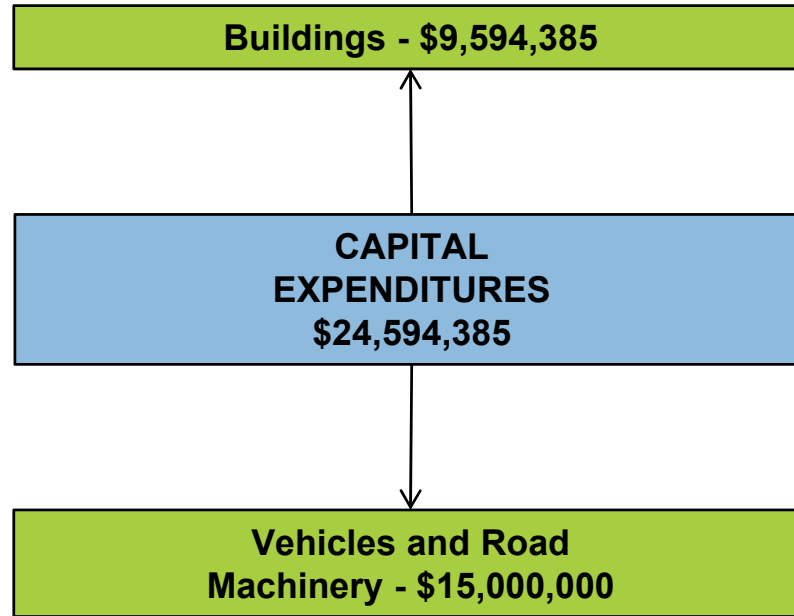 Buildings - $9,594,385
CAPITAL
EXPENDITURES
$24,594,385
Vehicles and Road
Machinery - $15,000,000